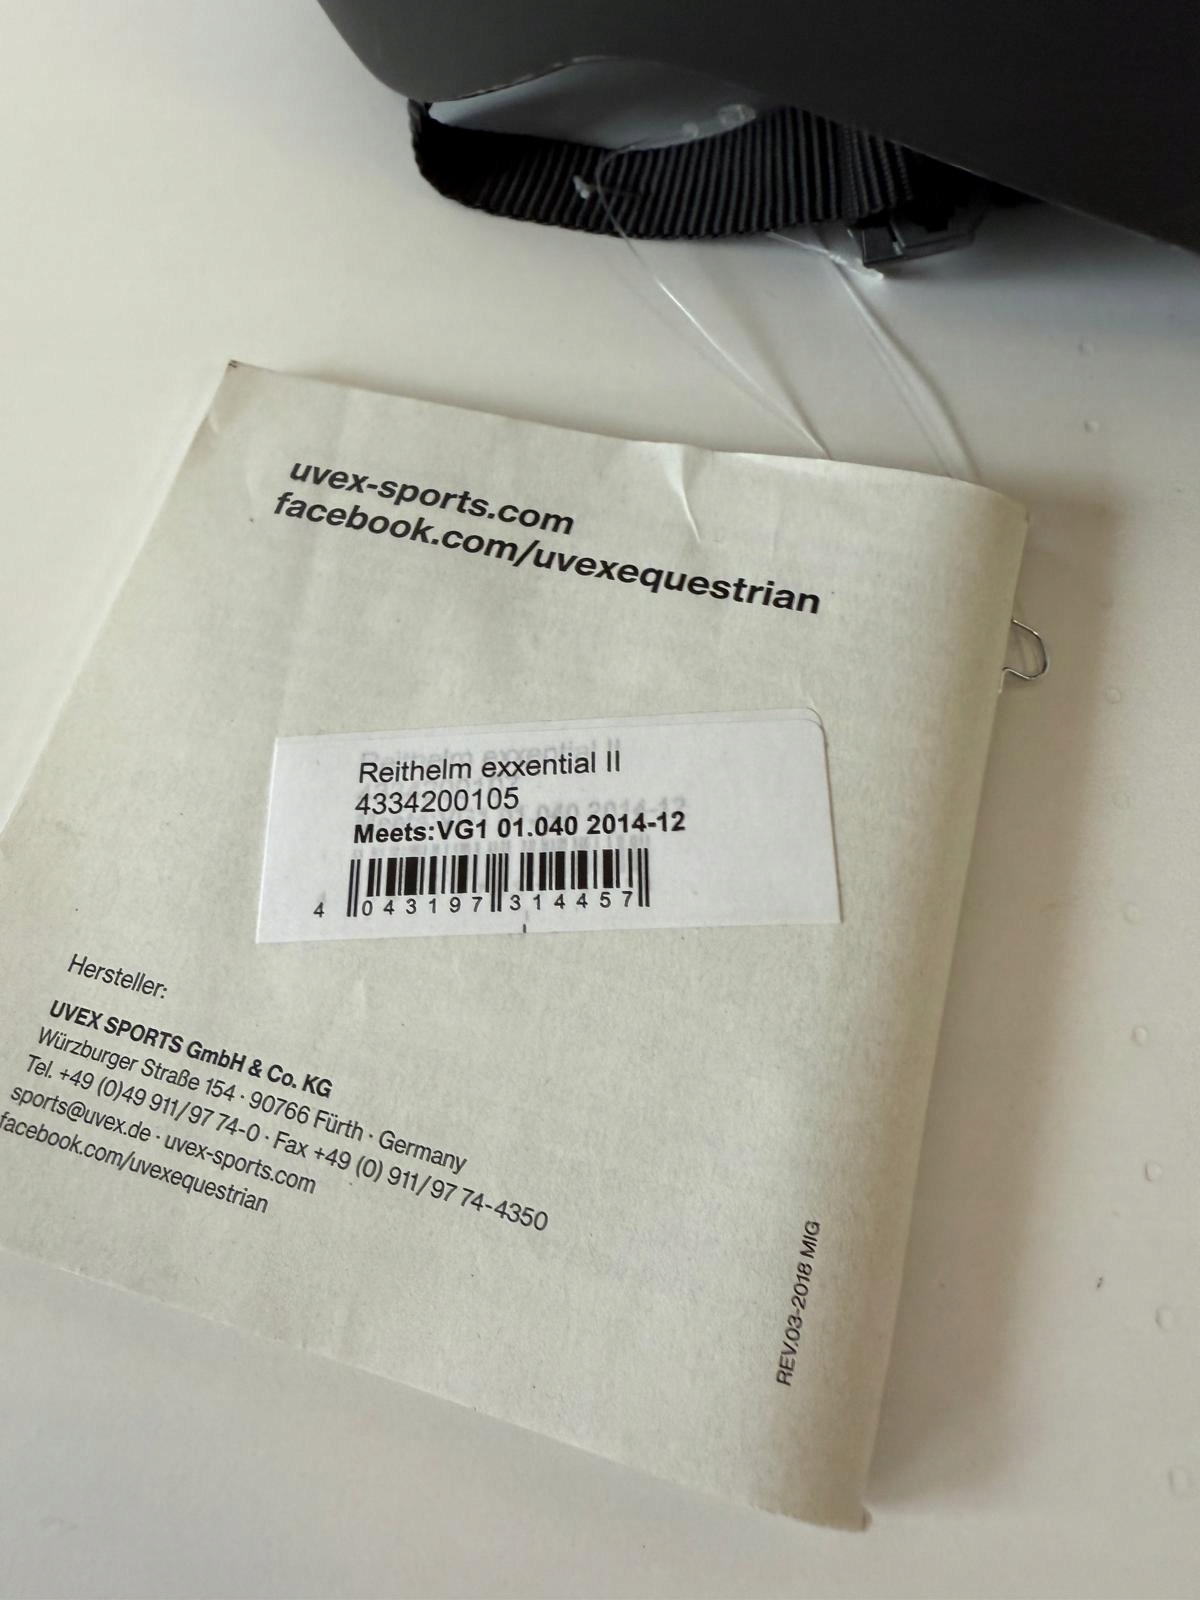 uvex-sports.com
facebook.com/uvexequestrian
Reithelm exxential II
4334200105
Meets:VG1 01.040 2014-12
4 043197 314457
Hersteller:
UVEX SPORTS GmbH & Co. KG
Würzburger Straße 154 · 90766 Fürth · Germany
Tel. +49 (0)49 911/97 74-0 · Fax +49 (0) 911/97 74-4350
sports@uvex.de · uvex-sports.com
facebook.com/uvexequestrian
REV.03-2018 MIG